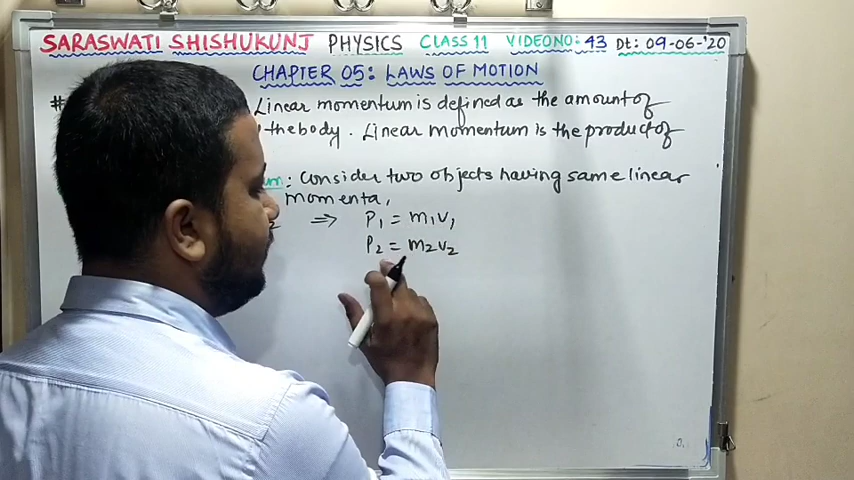 SARASWATI SHISHUKUNJ PHYSICS CLASS 11 VIDEO NO: 43 Dt: 09-06-'20
CHAPTER 05: LAWS OF MOTION
# Linear momentum is defined as the amount of
the body. Linear momentum is the product of
um: Consider two objects having same linear
momenta,
2 ⇒ P₁ = m₁v₁
P₂ = m₂v₂